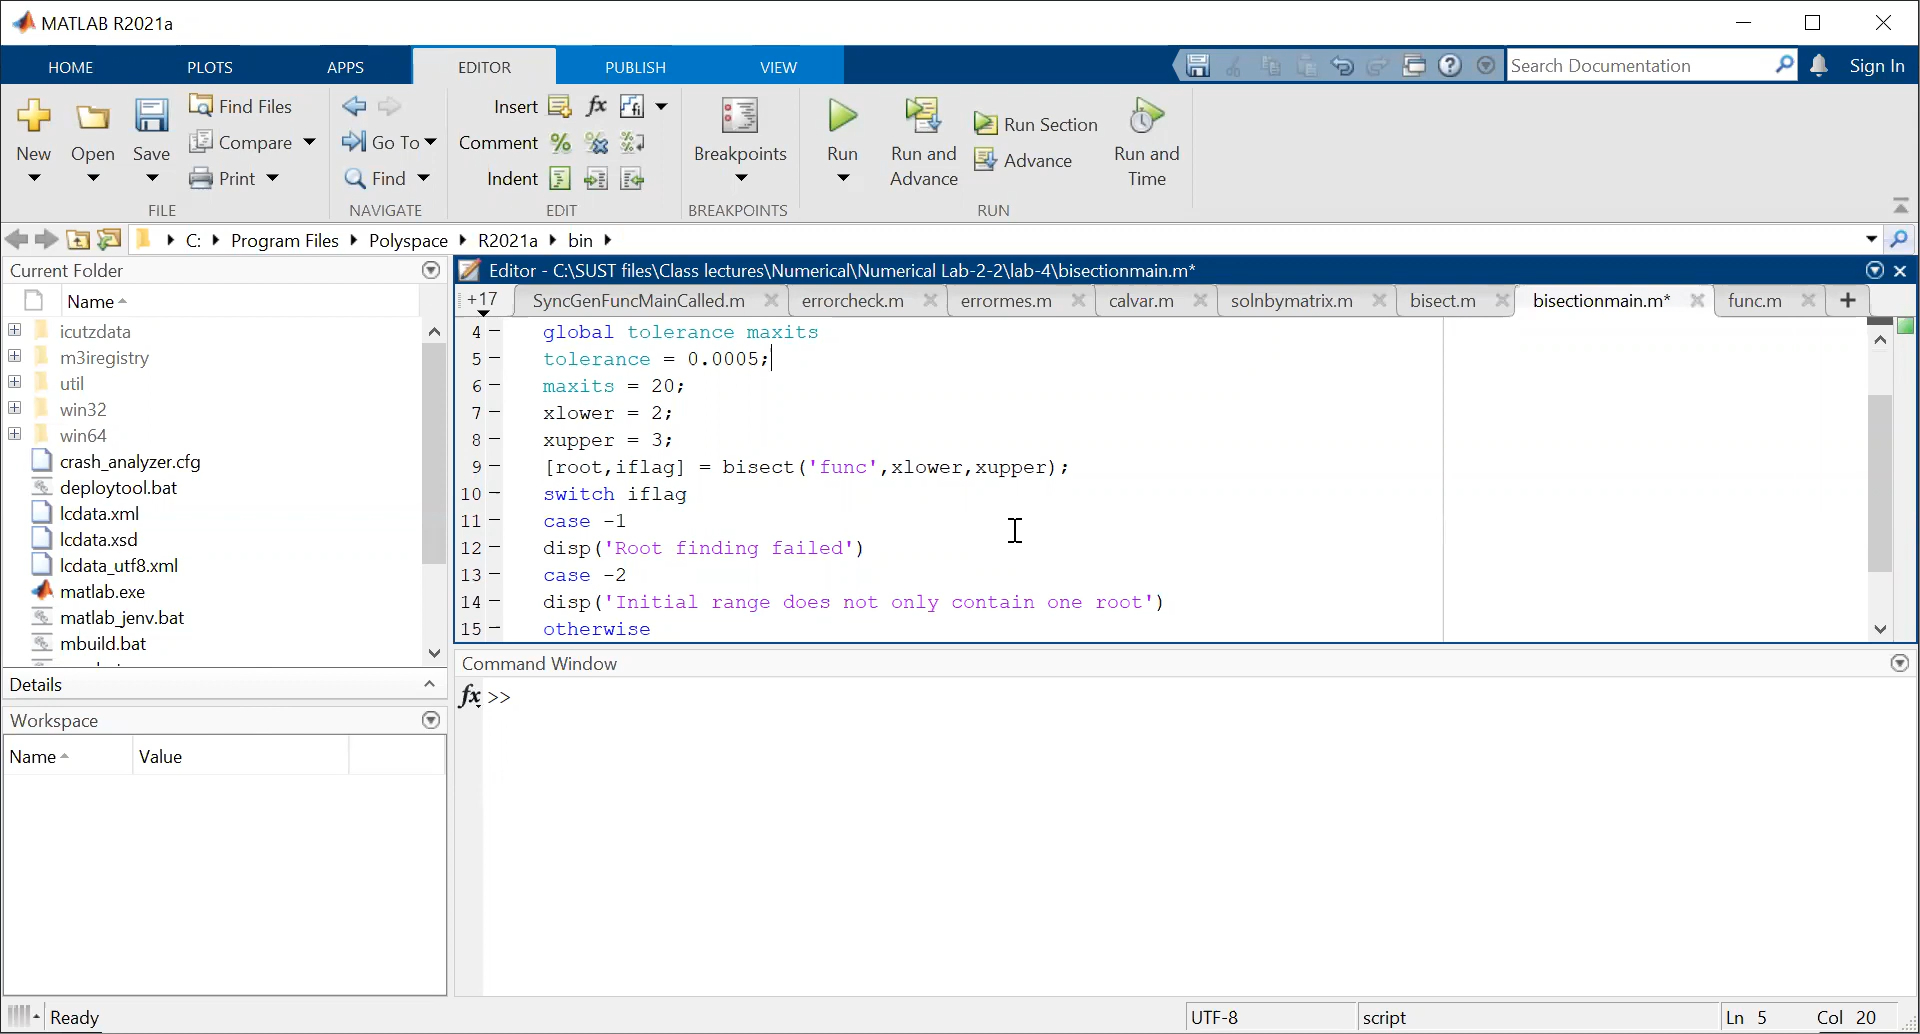 MATLAB R2021a
HOME PLOTS APPS EDITOR PUBLISH VIEW Search Documentation Sign In
New Open Save Find Files Compare Print
Go To Find
Insert fx fi
Comment
Indent
Breakpoints
Run Run and Advance Run Section Advance Run and Time
FILE NAVIGATE EDIT BREAKPOINTS RUN
C: Program Files Polyspace R2021a bin
Current Folder
Name
icutzdata
m3iregistry
util
win32
win64
crash_analyzer.cfg
deploytool.bat
lcdata.xml
lcdata.xsd
lcdata_utf8.xml
matlab.exe
matlab_jenv.bat
mbuild.bat
Details
Workspace
Name Value
Editor - C:\SUST files\Class lectures\Numerical\Numerical Lab-2-2\lab-4\bisectionmain.m*
+17 SyncGenFuncMainCalled.m errorcheck.m errormes.m calvar.m solnbymatrix.m bisect.m bisectionmain.m* func.m +
4 – global tolerance maxits
5 – tolerance = 0.0005;
6 – maxits = 20;
7 – xlower = 2;
8 – xupper = 3;
9 – [root,iflag] = bisect('func',xlower,xupper);
10 – switch iflag
11 – case -1
12 – disp('Root finding failed')
13 – case -2
14 – disp('Initial range does not only contain one root')
15 – otherwise
Command Window
fx >>
Ready UTF-8 script Ln 5 Col 20